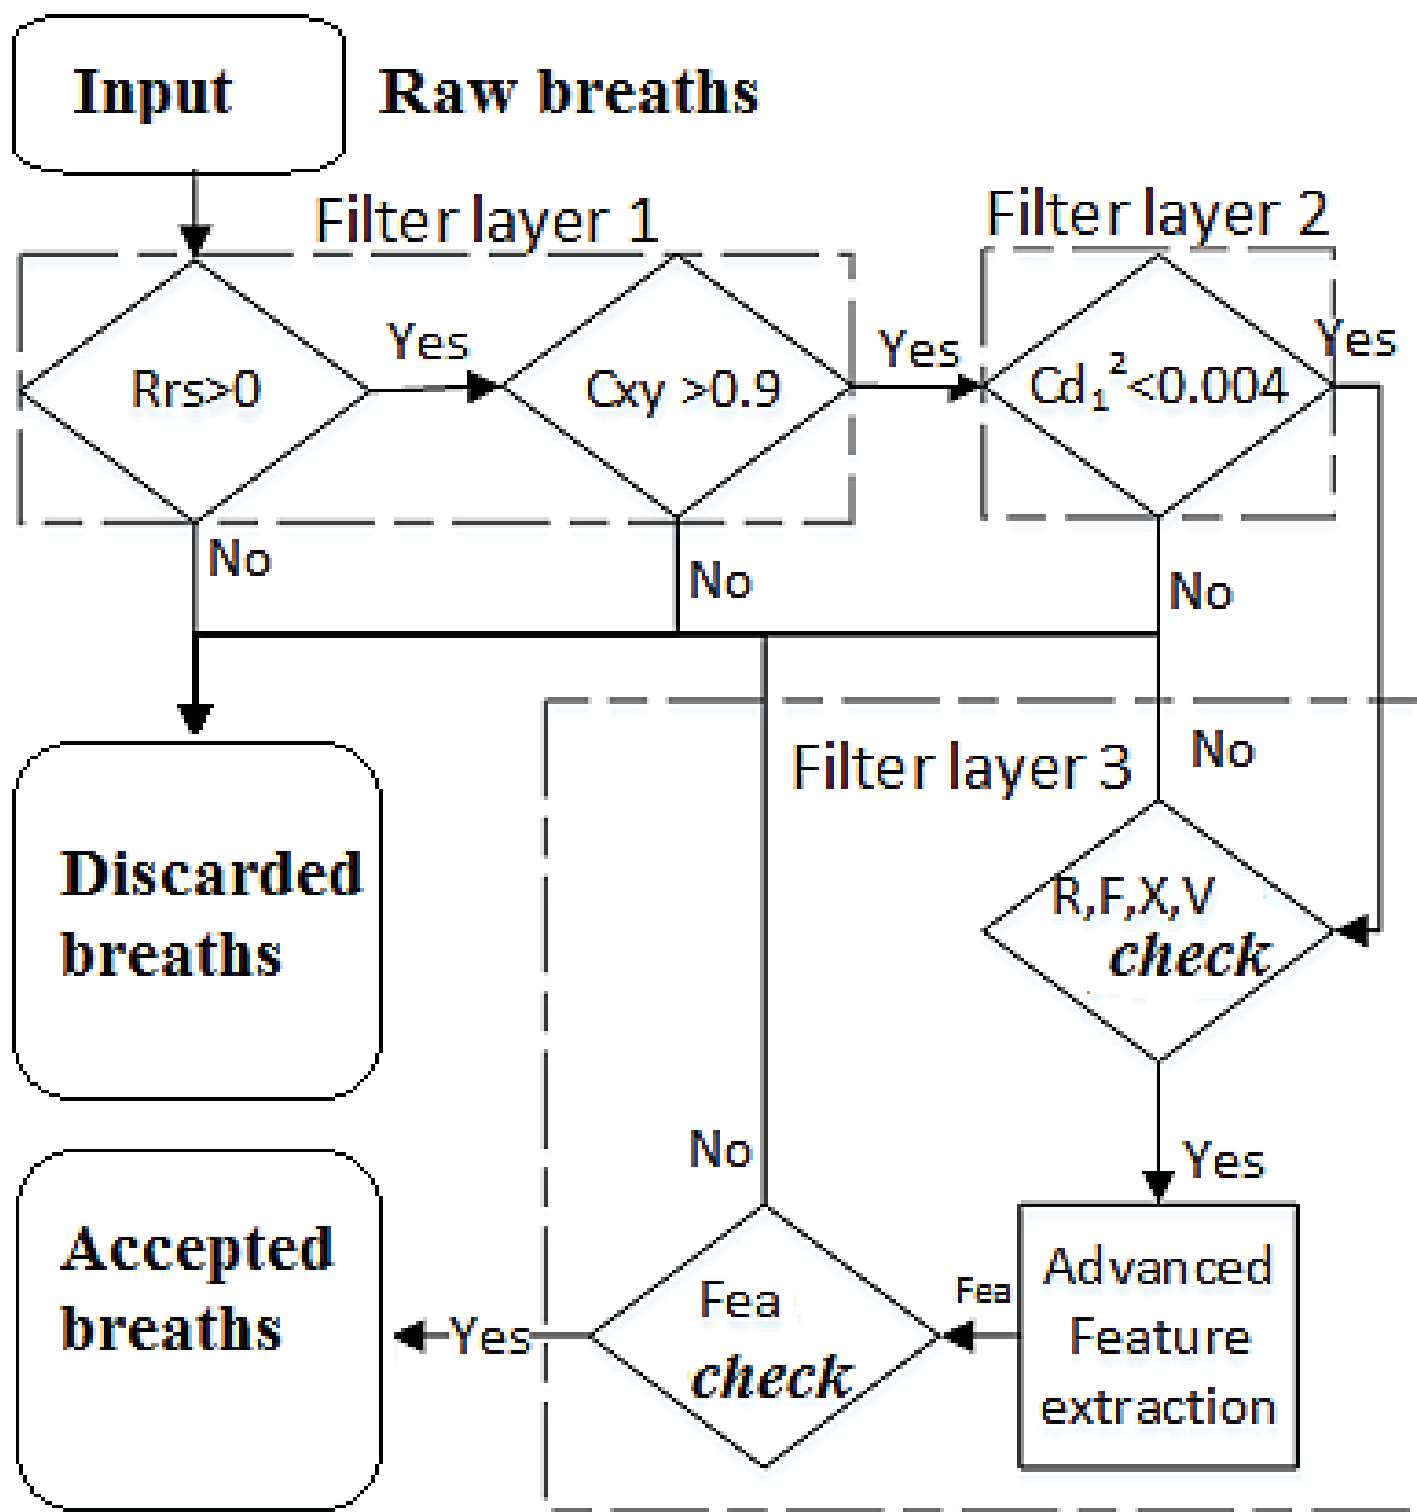 Input
Raw breaths
Filter layer 1
Filter layer 2
Rrs>0
Yes
Cxy >0.9
Yes
Cd₁²<0.004
Yes
No
No
No
Filter layer 3
No
Discarded
breaths
R,F,X,V
check
Yes
No
Accepted
breaths
Yes
Fea
check
Fea
Advanced
Feature
extraction